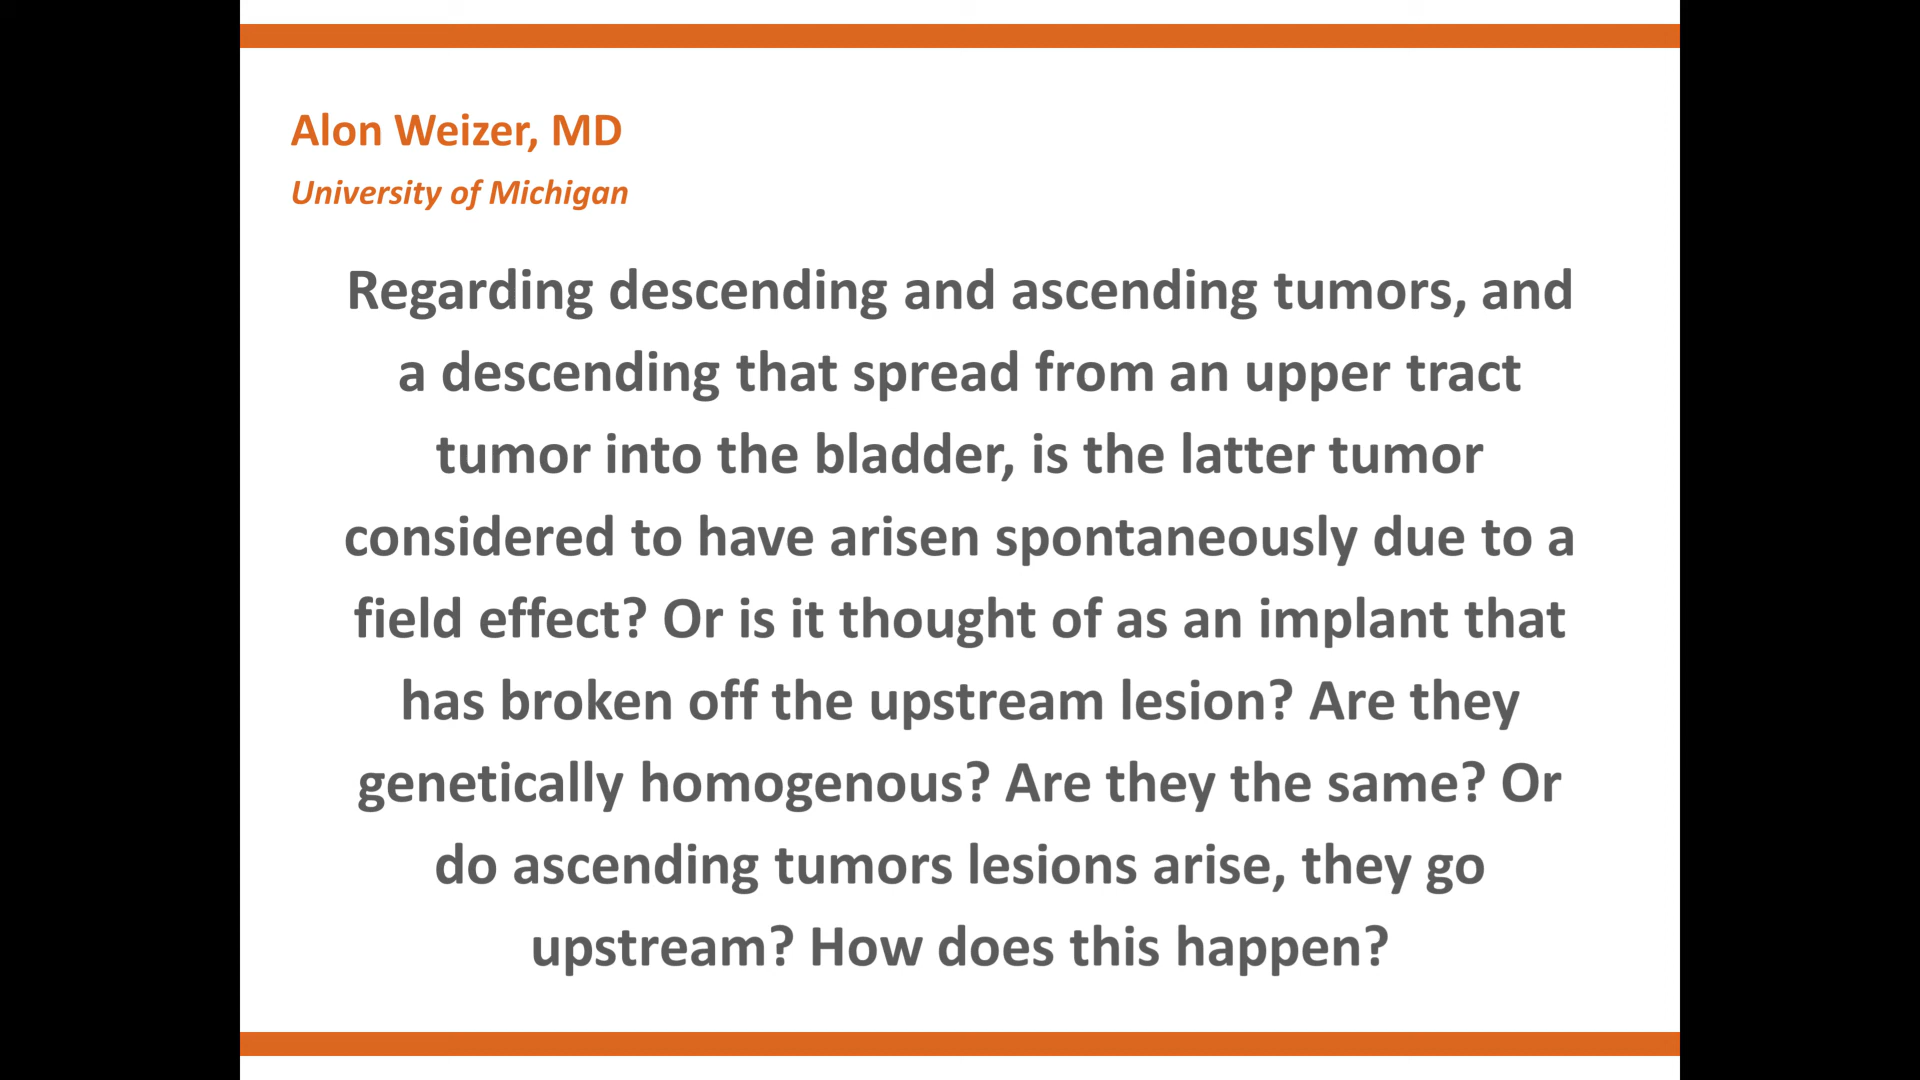 Alon Weizer, MD
University of Michigan
Regarding descending and ascending tumors, and
a descending that spread from an upper tract
tumor into the bladder, is the latter tumor
considered to have arisen spontaneously due to a
field effect? Or is it thought of as an implant that
has broken off the upstream lesion? Are they
genetically homogenous? Are they the same? Or
do ascending tumors lesions arise, they go
upstream? How does this happen?